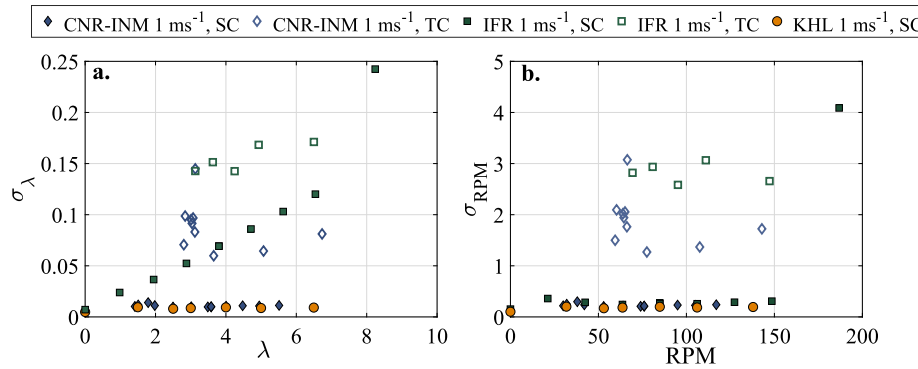 CNR-INM 1 ms⁻¹, SC CNR-INM 1 ms⁻¹, TC IFR 1 ms⁻¹, SC IFR 1 ms⁻¹, TC KHL 1 ms⁻¹, SC
a.
0.25
0.2
0.15
0.1
0.05
0
σλ
0 2 4 6 8 10
λ
b.
5
4
3
2
1
0
σRPM
0 50 100 150 200
RPM